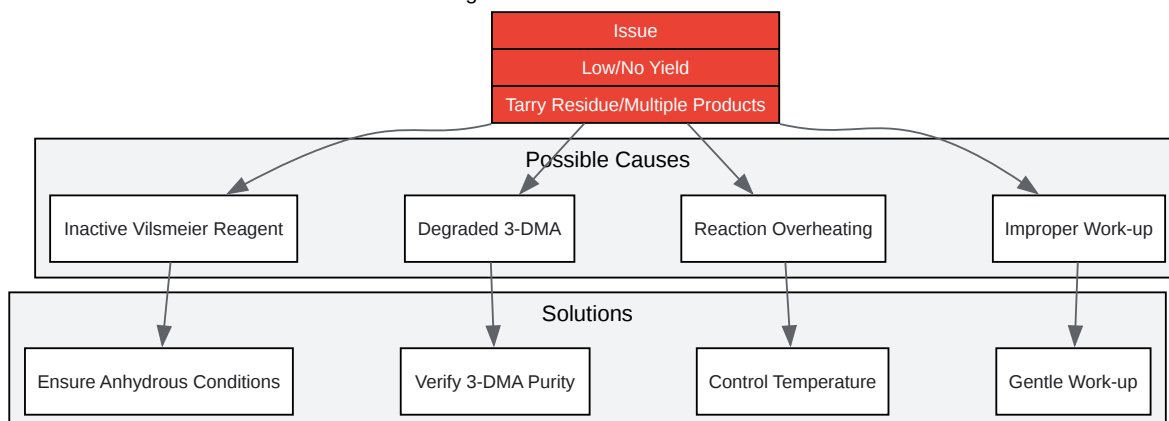 Issue
Low/No Yield
Tarry Residue/Multiple Products
Possible Causes
Inactive Vilsmeier Reagent
Degraded 3-DMA
Reaction Overheating
Improper Work-up
Solutions
Ensure Anhydrous Conditions
Verify 3-DMA Purity
Control Temperature
Gentle Work-up